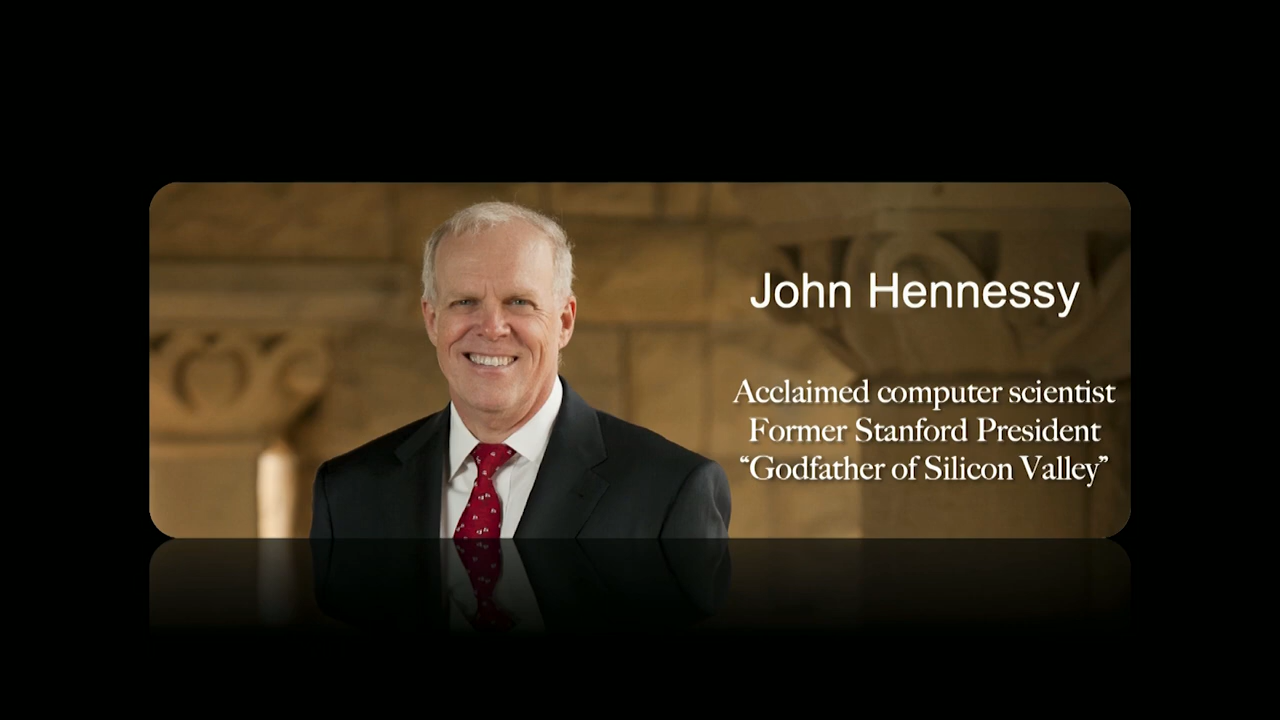 John Hennessy
Acclaimed computer scientist
Former Stanford President
“Godfather of Silicon Valley”